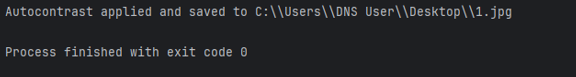 Autocontrast applied and saved to C:\\Users\\DNS User\\Desktop\\1.jpg
Process finished with exit code 0